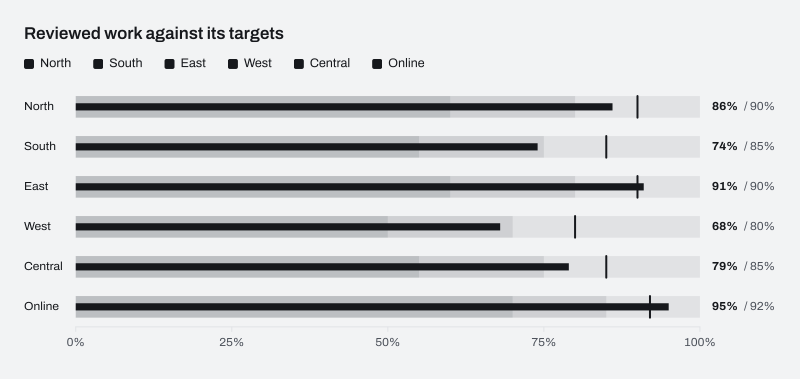 Reviewed work against its targets
North South East West Central Online
North 86% / 90%
South 74% / 85%
East 91% / 90%
West 68% / 80%
Central 79% / 85%
Online 95% / 92%
0% 25% 50% 75% 100%